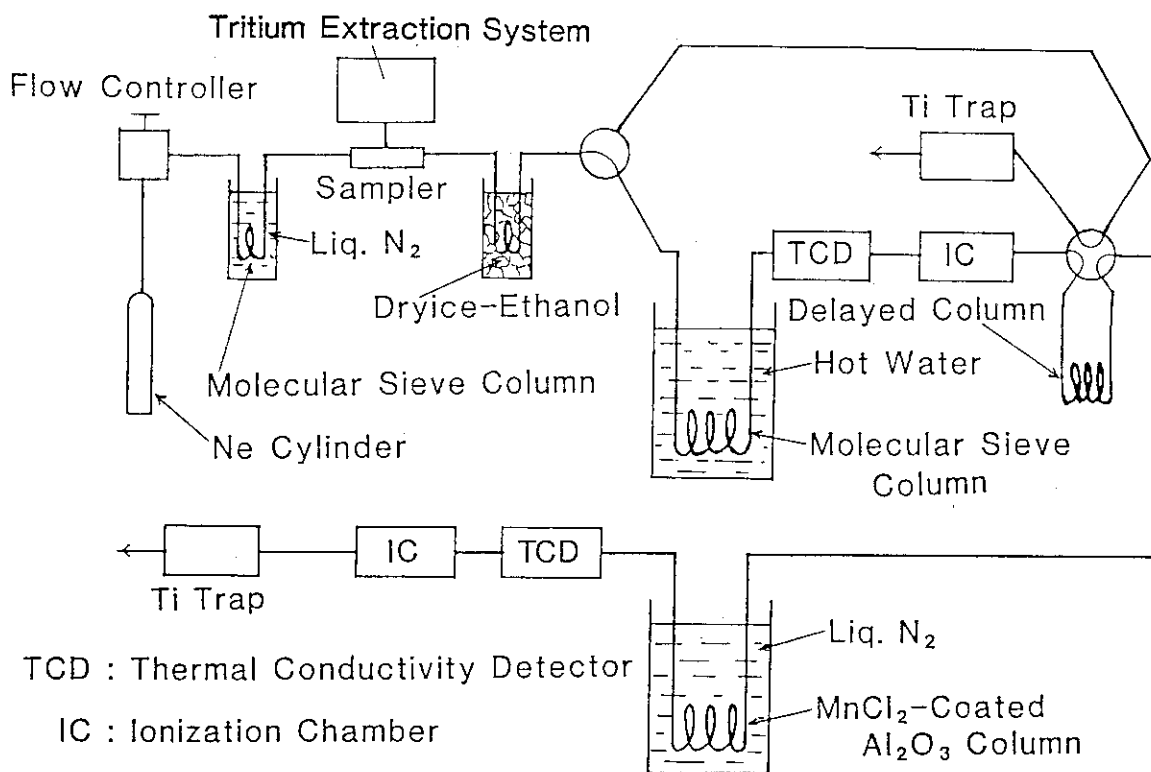 Tritium Extraction System
Flow Controller
Ti Trap
Sampler
Liq. N₂
TCD
IC
Dryice-Ethanol
Delayed Column
Hot Water
Molecular Sieve Column
Molecular Sieve
Column
Ne Cylinder
IC
TCD
Ti Trap
Liq. N₂
TCD : Thermal Conductivity Detector
MnCl₂-Coated
Al₂O₃ Column
IC : Ionization Chamber